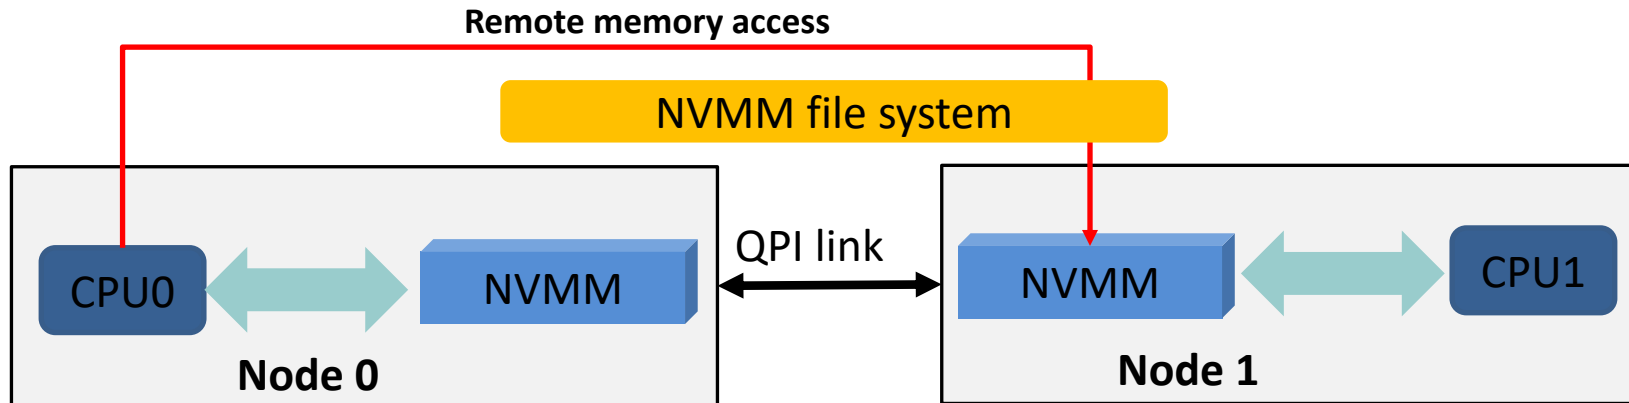 Remote memory access
NVMM file system
QPI link
CPU0
NVMM
NVMM
CPU1
Node 0
Node 1